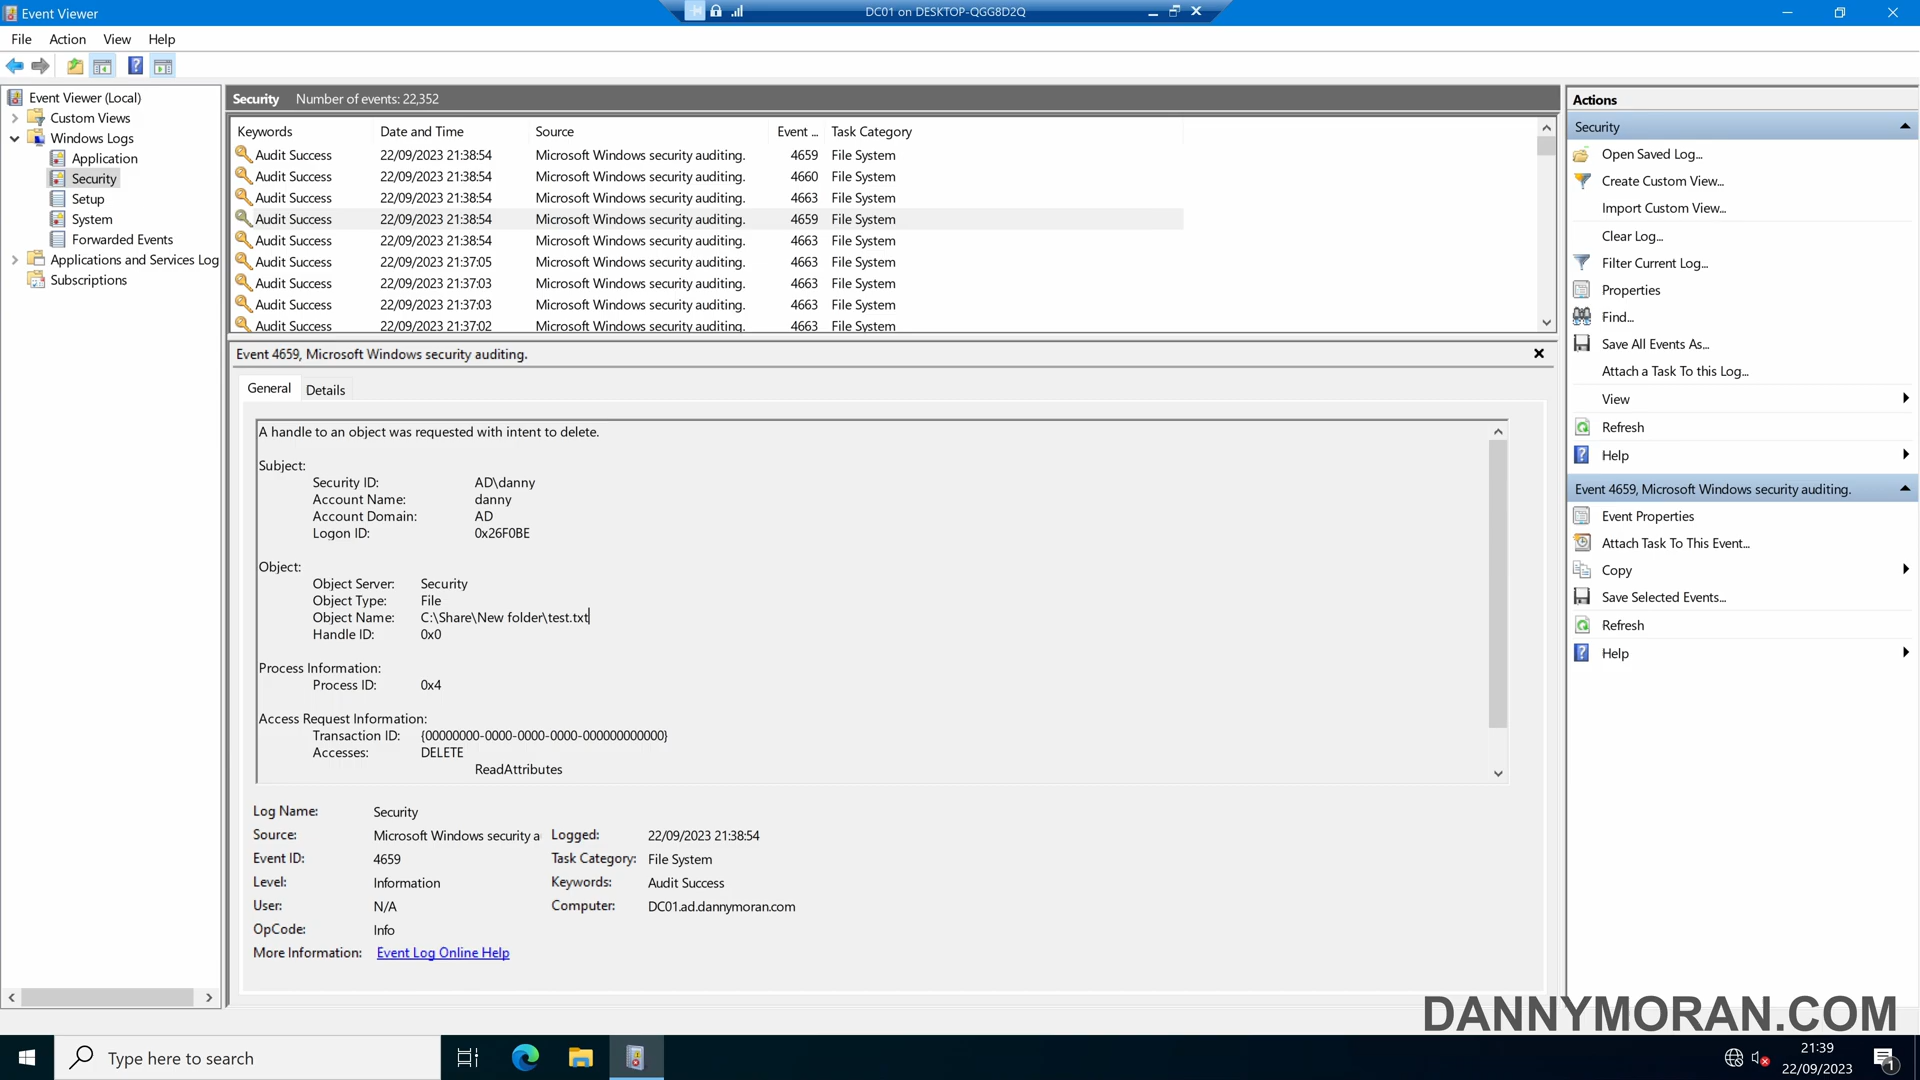 Event Viewer
DC01 on DESKTOP-QGG8D2Q
File Action View Help
Event Viewer (Local)
Custom Views
Windows Logs
Application
Security
Setup
System
Forwarded Events
Applications and Services Log
Subscriptions
Security Number of events: 22,352
Keywords Date and Time Source Event ... Task Category
Audit Success 22/09/2023 21:38:54 Microsoft Windows security auditing. 4659 File System
Audit Success 22/09/2023 21:38:54 Microsoft Windows security auditing. 4660 File System
Audit Success 22/09/2023 21:38:54 Microsoft Windows security auditing. 4663 File System
Audit Success 22/09/2023 21:38:54 Microsoft Windows security auditing. 4659 File System
Audit Success 22/09/2023 21:38:54 Microsoft Windows security auditing. 4663 File System
Audit Success 22/09/2023 21:37:05 Microsoft Windows security auditing. 4663 File System
Audit Success 22/09/2023 21:37:03 Microsoft Windows security auditing. 4663 File System
Audit Success 22/09/2023 21:37:03 Microsoft Windows security auditing. 4663 File System
Audit Success 22/09/2023 21:37:02 Microsoft Windows security auditing. 4663 File System
Event 4659, Microsoft Windows security auditing.
General Details
A handle to an object was requested with intent to delete.
Subject:
Security ID: AD\danny
Account Name: danny
Account Domain: AD
Logon ID: 0x26F0BE
Object:
Object Server: Security
Object Type: File
Object Name: C:\Share\New folder\test.txt
Handle ID: 0x0
Process Information:
Process ID: 0x4
Access Request Information:
Transaction ID: {00000000-0000-0000-0000-000000000000}
Accesses: DELETE
ReadAttributes
Log Name: Security
Source: Microsoft Windows security a Logged: 22/09/2023 21:38:54
Event ID: 4659 Task Category: File System
Level: Information Keywords: Audit Success
User: N/A Computer: DC01.ad.dannymoran.com
OpCode: Info
More Information: Event Log Online Help
Actions
Security
Open Saved Log...
Create Custom View...
Import Custom View...
Clear Log...
Filter Current Log...
Properties
Find...
Save All Events As...
Attach a Task To this Log...
View
Refresh
Help
Event 4659, Microsoft Windows security auditing.
Event Properties
Attach Task To This Event...
Copy
Save Selected Events...
Refresh
Help
DANNYMORAN.COM
Type here to search
21:39
22/09/2023
1